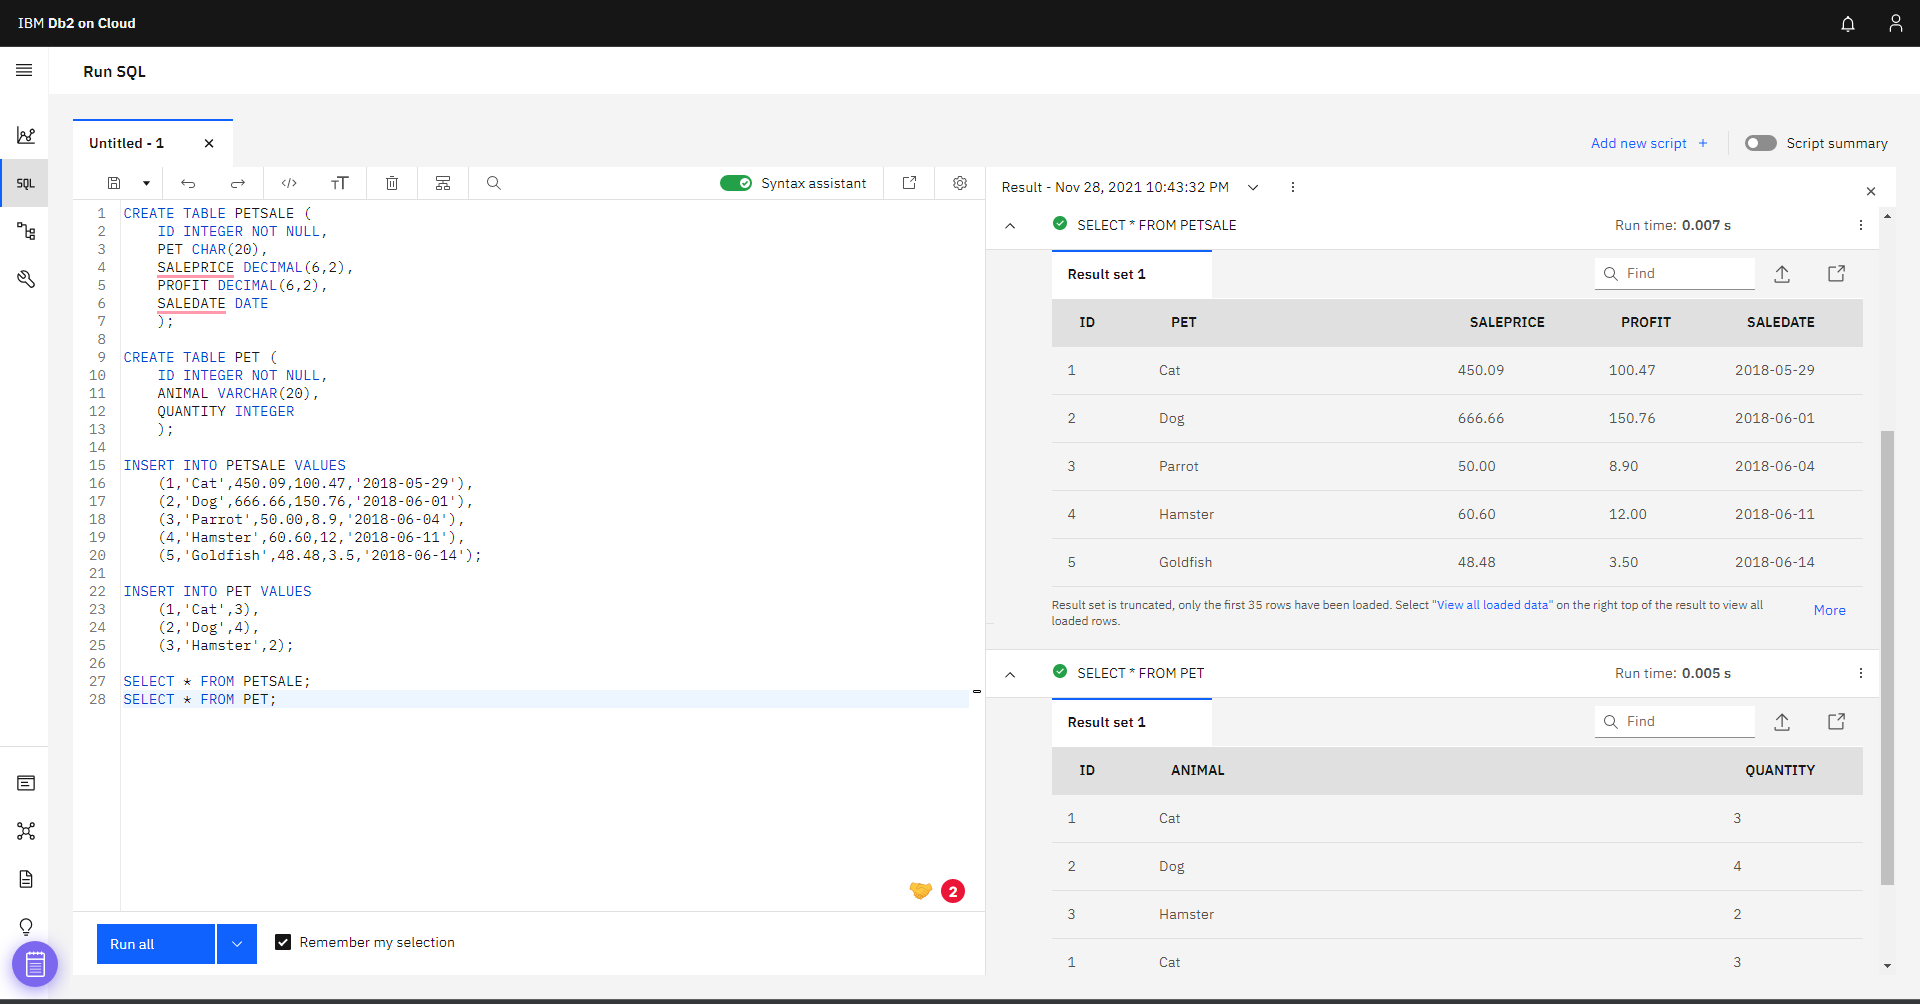 IBM Db2 on Cloud
Run SQL
Untitled - 1
Add new script +
Script summary
SQL
</>
TT
Syntax assistant
1 CREATE TABLE PETSALE (
2 ID INTEGER NOT NULL,
3 PET CHAR(20),
4 SALEPRICE DECIMAL(6,2),
5 PROFIT DECIMAL(6,2),
6 SALEDATE DATE
7 );
8
9 CREATE TABLE PET (
10 ID INTEGER NOT NULL,
11 ANIMAL VARCHAR(20),
12 QUANTITY INTEGER
13 );
14
15 INSERT INTO PETSALE VALUES
16 (1,'Cat',450.09,100.47,'2018-05-29'),
17 (2,'Dog',666.66,150.76,'2018-06-01'),
18 (3,'Parrot',50.00,8.9,'2018-06-04'),
19 (4,'Hamster',60.60,12,'2018-06-11'),
20 (5,'Goldfish',48.48,3.5,'2018-06-14');
21
22 INSERT INTO PET VALUES
23 (1,'Cat',3),
24 (2,'Dog',4),
25 (3,'Hamster',2);
26
27 SELECT * FROM PETSALE;
28 SELECT * FROM PET;
2
Run all
Remember my selection
Result - Nov 28, 2021 10:43:32 PM
SELECT * FROM PETSALE Run time: 0.007 s
Result set 1 Find
ID PET SALEPRICE PROFIT SALEDATE
1 Cat 450.09 100.47 2018-05-29
2 Dog 666.66 150.76 2018-06-01
3 Parrot 50.00 8.90 2018-06-04
4 Hamster 60.60 12.00 2018-06-11
5 Goldfish 48.48 3.50 2018-06-14
Result set is truncated, only the first 35 rows have been loaded. Select "View all loaded data" on the right top of the result to view all
loaded rows.
More
SELECT * FROM PET Run time: 0.005 s
Result set 1 Find
ID ANIMAL QUANTITY
1 Cat 3
2 Dog 4
3 Hamster 2
1 Cat 3